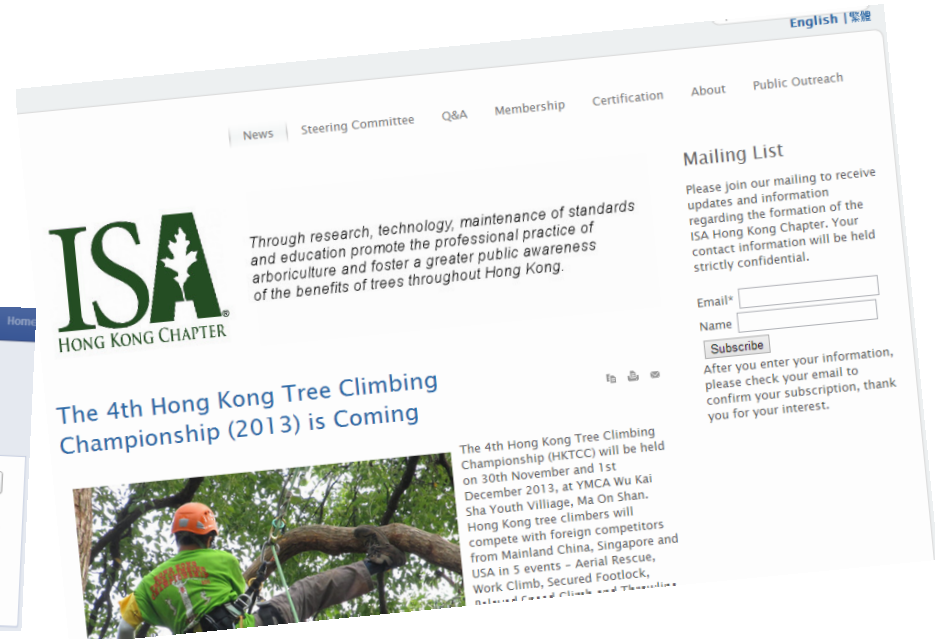 English | 繁體
News
Steering Committee
Q&A
Membership
Certification
About
Public Outreach
ISA®
HONG KONG CHAPTER
Through research, technology, maintenance of standards
and education promote the professional practice of
arboriculture and foster a greater public awareness
of the benefits of trees throughout Hong Kong.
Mailing List
Please join our mailing to receive
updates and information
regarding the formation of the
ISA Hong Kong Chapter. Your
contact information will be held
strictly confidential.
Email*
Name
Subscribe
After you enter your information,
please check your email to
confirm your subscription, thank
you for your interest.
Home
The 4th Hong Kong Tree Climbing
Championship (2013) is Coming
The 4th Hong Kong Tree Climbing
Championship (HKTCC) will be held
on 30th November and 1st
December 2013, at YMCA Wu Kai
Sha Youth Villiage, Ma On Shan.
Hong Kong tree climbers will
compete with foreign competitors
from Mainland China, Singapore and
USA in 5 events – Aerial Rescue,
Work Climb, Secured Footlock,